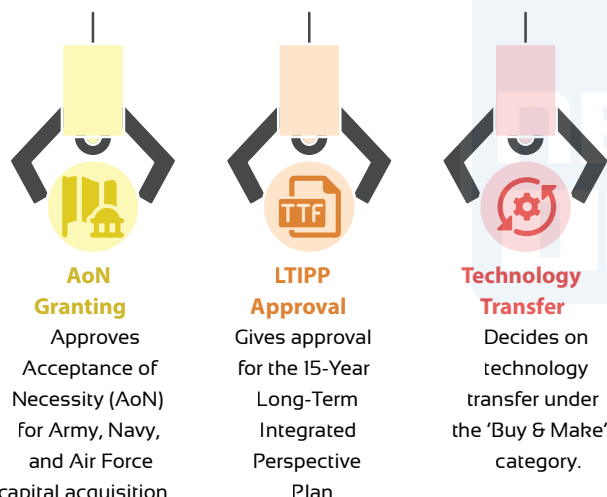 AoN
Granting
Approves
Acceptance of
Necessity (AoN)
for Army, Navy,
and Air Force
capital acquisition
TTF
LTIPP
Approval
Gives approval
for the 15-Year
Long-Term
Integrated
Perspective
Plan
Technology
Transfer
Decides on
technology
transfer under
the 'Buy & Make'
category.